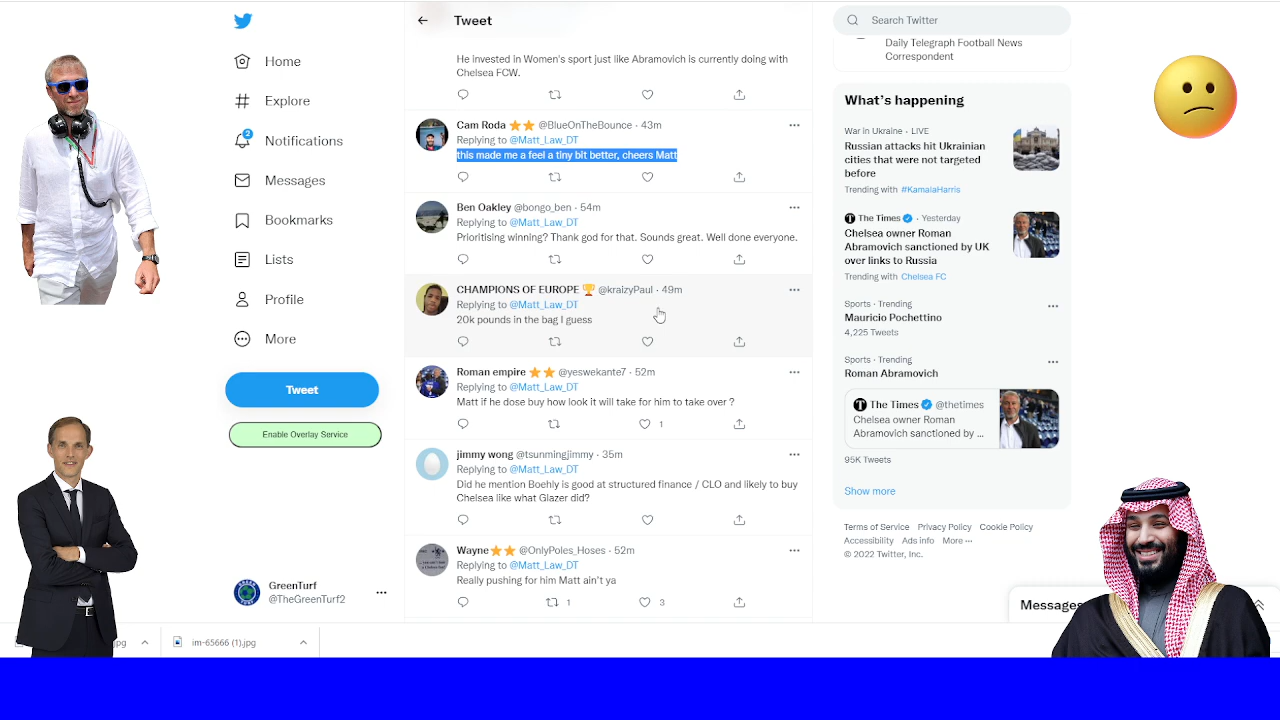 Home
Explore
2
Notifications
Messages
Bookmarks
Lists
Profile
More
Tweet
Enable Overlay Service
GreenTurf
@TheGreenTurf2
Tweet
He invested in Women's sport just like Abramovich is currently doing with
Chelsea FCW.
Cam Roda @BlueOnTheBounce · 43m
Replying to @Matt_Law_DT
this made me a feel a tiny bit better, cheers Matt
Ben Oakley @bongo_ben · 54m
Replying to @Matt_Law_DT
Prioritising winning? Thank god for that. Sounds great. Well done everyone.
CHAMPIONS OF EUROPE 🏆 @kraizyPaul · 49m
Replying to @Matt_Law_DT
20k pounds in the bag I guess
Roman empire @yeswekante7 · 52m
Replying to @Matt_Law_DT
Matt if he dose buy how look it will take for him to take over ?
1
jimmy wong @tsunmingjimmy · 35m
Replying to @Matt_Law_DT
Did he mention Boehly is good at structured finance / CLO and likely to buy
Chelsea like what Glazer did?
Wayne @OnlyPoles_Hoses · 52m
Replying to @Matt_Law_DT
Really pushing for him Matt ain't ya
1 3
Search Twitter
Daily Telegraph Football News
Correspondent
What's happening
War in Ukraine · LIVE
Russian attacks hit Ukrainian
cities that were not targeted
before
Trending with #KamalaHarris
The Times · Yesterday
Chelsea owner Roman
Abramovich sanctioned by UK
over links to Russia
Trending with Chelsea FC
Sports · Trending
Mauricio Pochettino
4,225 Tweets
Sports · Trending
Roman Abramovich
The Times @thetimes
Chelsea owner Roman
Abramovich sanctioned by ...
95K Tweets
Show more
Terms of Service Privacy Policy Cookie Policy
Accessibility Ads info More ···
© 2022 Twitter, Inc.
Messages
jpg
im-65666 (1).jpg